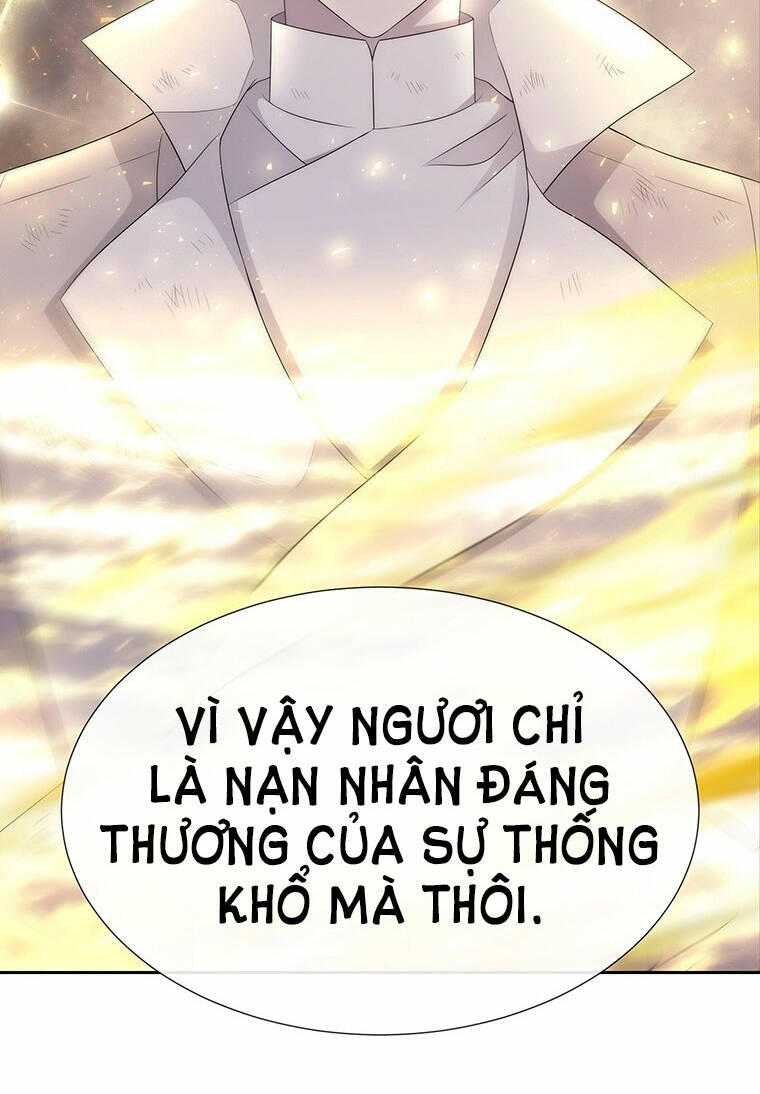 VÌ VẬY NGƯƠI CHỈ
LÀ NẠN NHÂN ĐÁNG
THƯƠNG CỦA SỰ THỐNG
KHỔ MÀ THÔI.